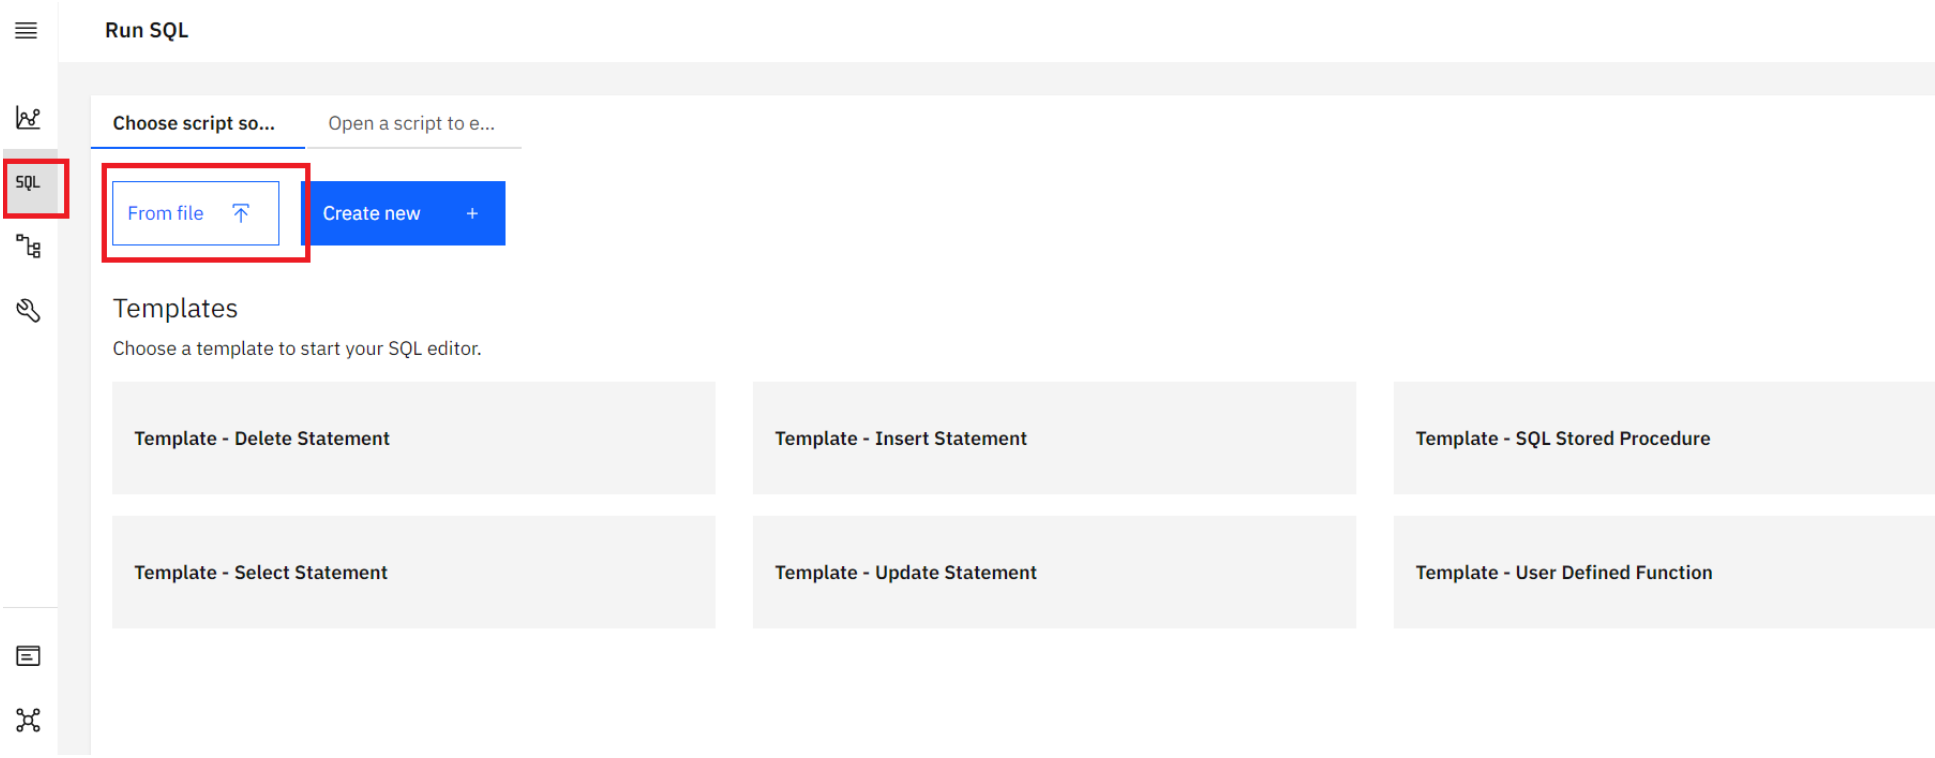 Run SQL
Choose script so...
Open a script to e...
SQL
From file
Create new +
Templates
Choose a template to start your SQL editor.
Template - Delete Statement
Template - Insert Statement
Template - SQL Stored Procedure
Template - Select Statement
Template - Update Statement
Template - User Defined Function